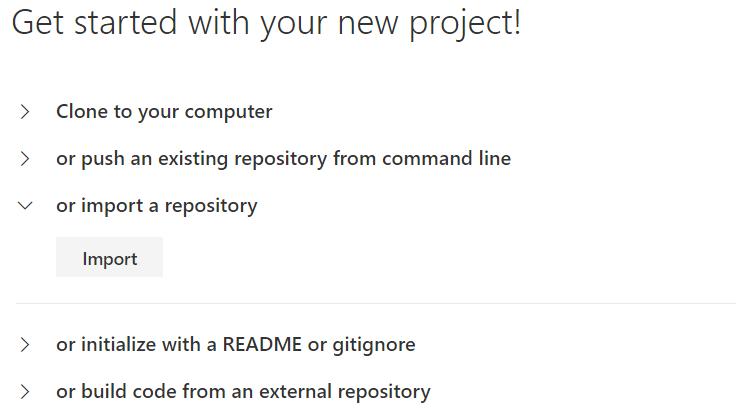 Get started with your new project!
Clone to your computer
or push an existing repository from command line
or import a repository
Import
or initialize with a README or gitignore
or build code from an external repository